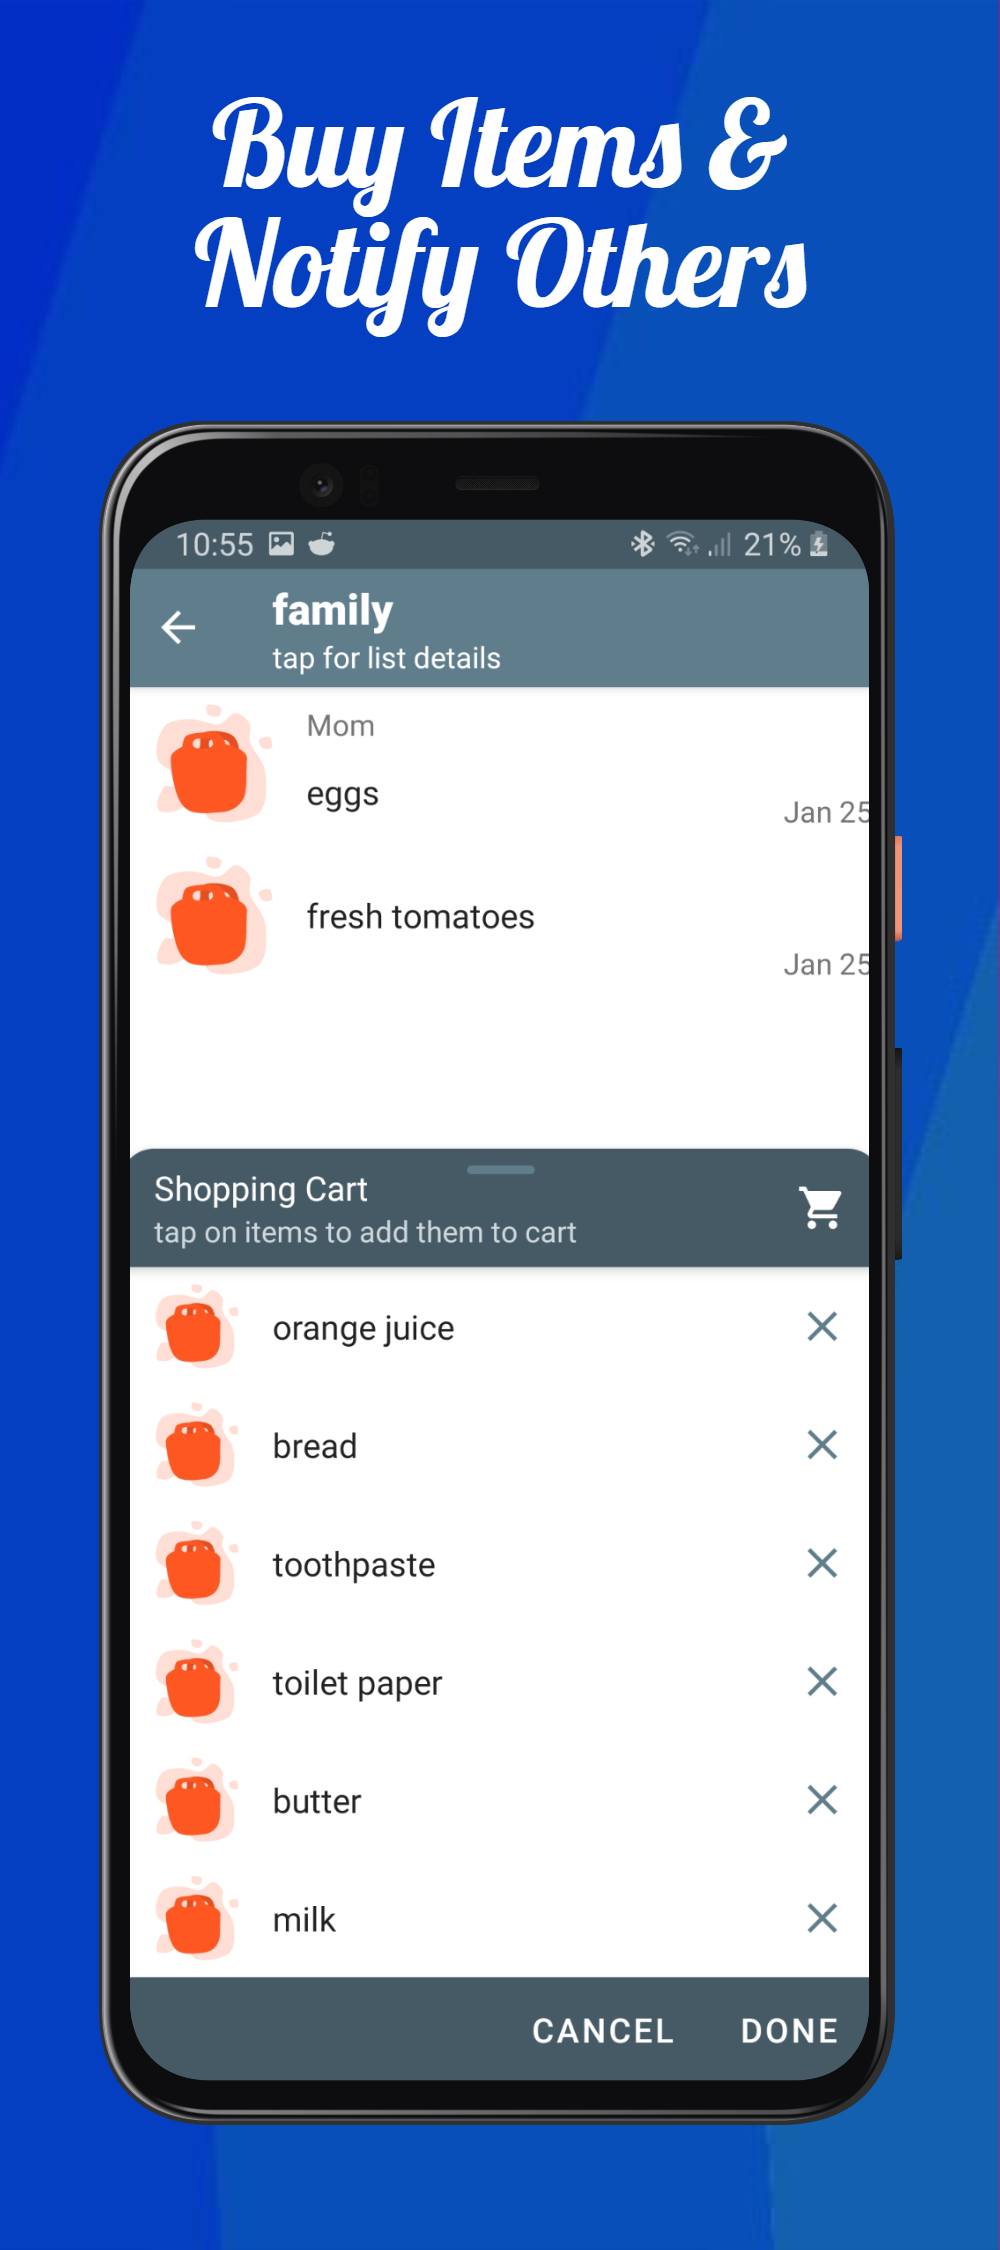 Buy Items &
Notify Others
10:55 21%
family
tap for list details
Mom
eggs
Jan 25
fresh tomatoes
Jan 25
Shopping Cart
tap on items to add them to cart
orange juice
bread
toothpaste
toilet paper
butter
milk
CANCEL DONE